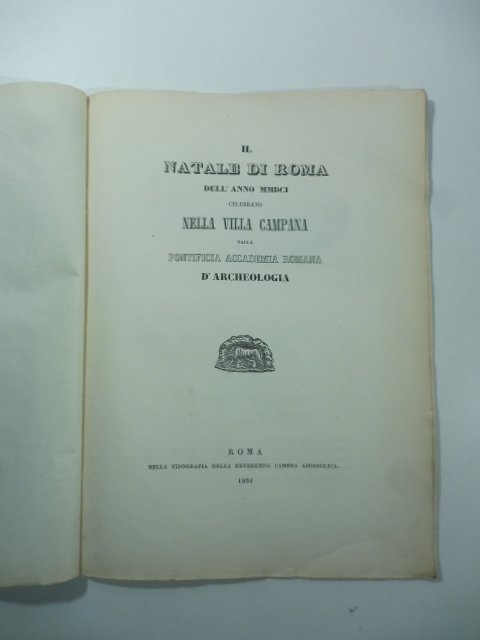 IL
NATALE DI ROMA
DELL'ANNO MMDCI
CELEBRATO
NELLA VILLA CAMPANA
DALLA
PONTIFICIA ACCADEMIA ROMANA
D'ARCHEOLOGIA
ROMA
NELLA TIPOGRAFIA DELLA REVERENDA CAMERA APOSTOLICA.
1851